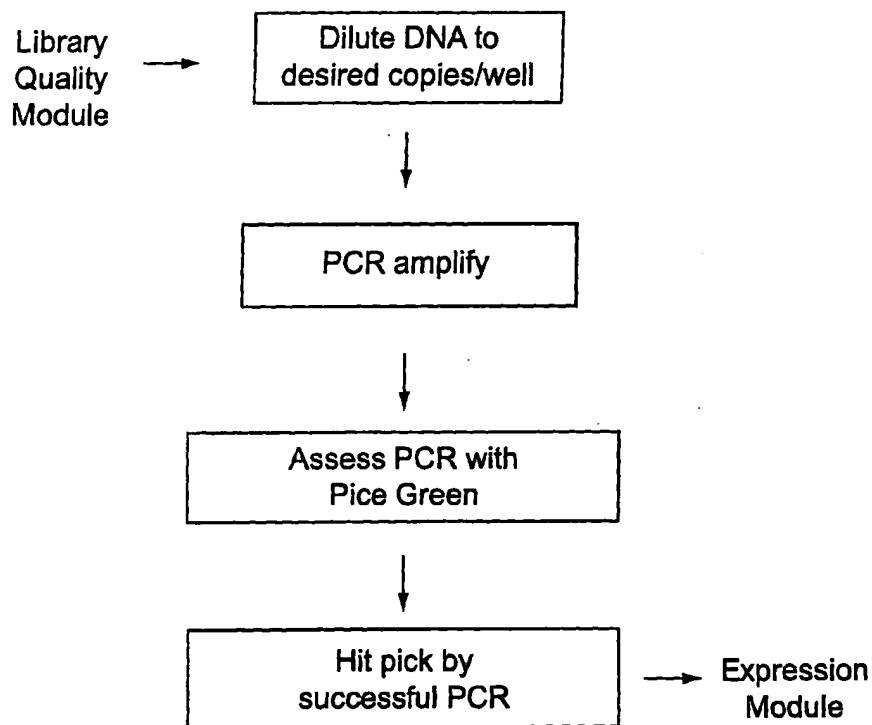 Library
Quality
Module
Dilute DNA to
desired copies/well
PCR amplify
Assess PCR with
Pice Green
Hit pick by
successful PCR
Expression
Module